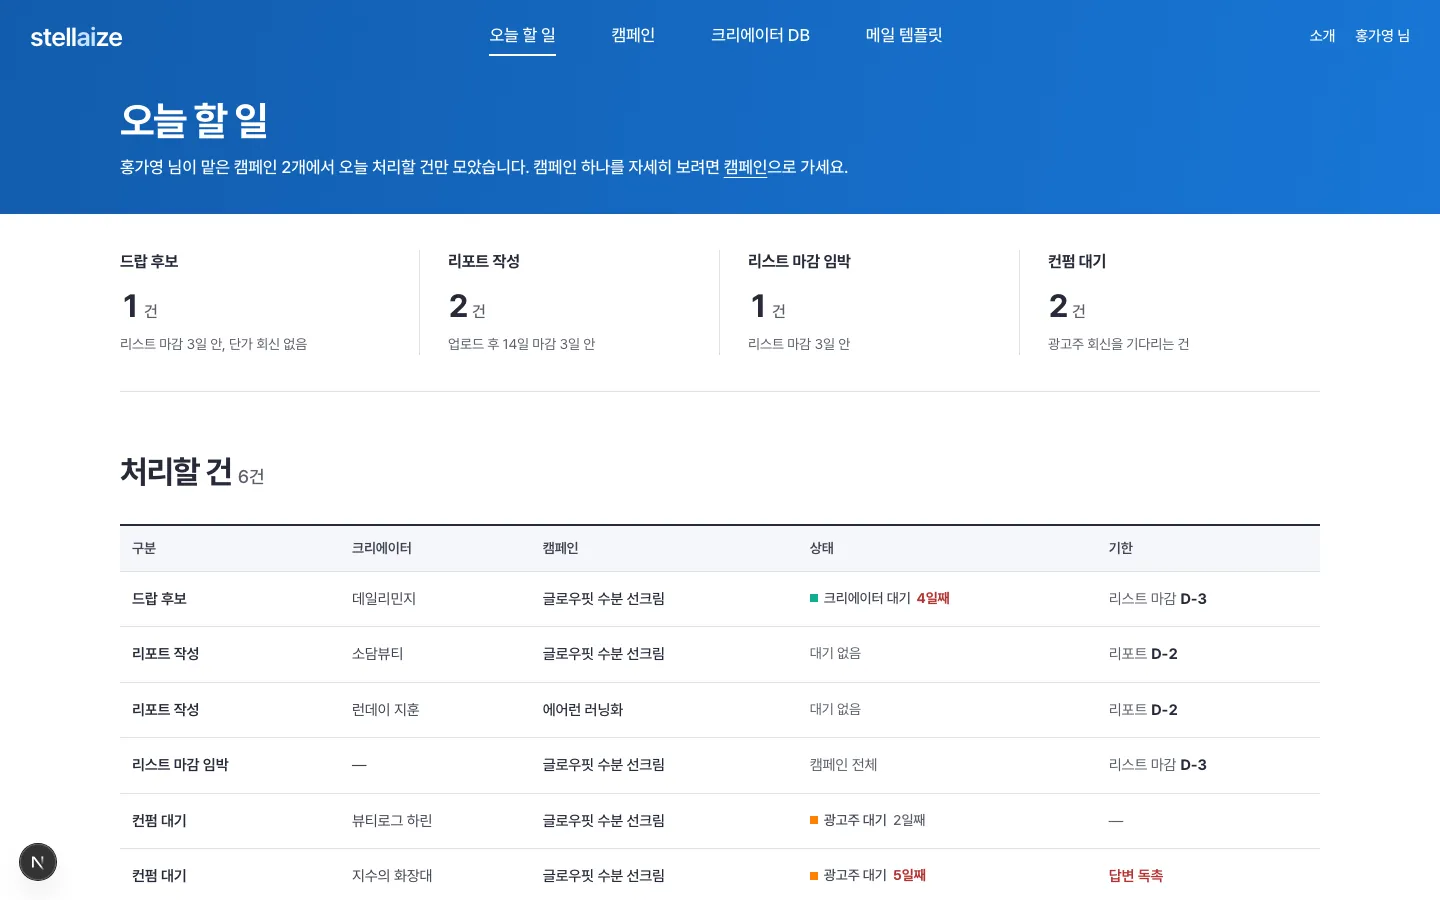 stellaize
오늘 할 일 캠페인 크리에이터 DB 메일 템플릿
소개 홍가영 님
오늘 할 일
홍가영 님이 맡은 캠페인 2개에서 오늘 처리할 건만 모았습니다. 캠페인 하나를 자세히 보려면 캠페인으로 가세요.
드랍 후보
1 건
리스트 마감 3일 안, 단가 회신 없음
리포트 작성
2 건
업로드 후 14일 마감 3일 안
리스트 마감 임박
1 건
리스트 마감 3일 안
컨펌 대기
2 건
광고주 회신을 기다리는 건
처리할 건 6건
구분 크리에이터 캠페인 상태 기한
드랍 후보 데일리민지 글로우핏 수분 선크림 크리에이터 대기 4일째 리스트 마감 D-3
리포트 작성 소담뷰티 글로우핏 수분 선크림 대기 없음 리포트 D-2
리포트 작성 런데이 지훈 에어런 러닝화 대기 없음 리포트 D-2
리스트 마감 임박 — 글로우핏 수분 선크림 캠페인 전체 리스트 마감 D-3
컨펌 대기 뷰티로그 하린 글로우핏 수분 선크림 광고주 대기 2일째 —
컨펌 대기 지수의 화장대 글로우핏 수분 선크림 광고주 대기 5일째 답변 독촉
N